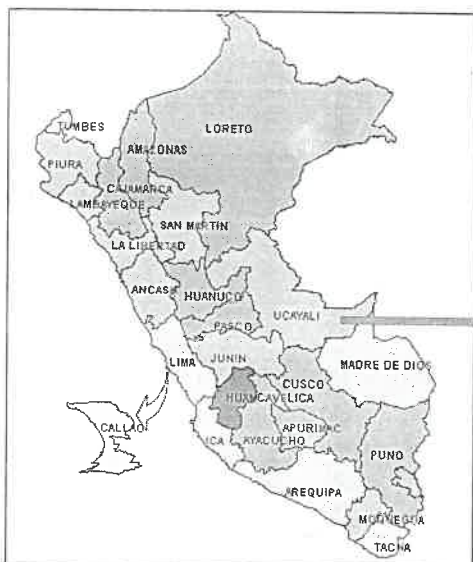 TUMBES
LORETO
PIURA
AMAZONAS
CAJAMARCA
LAMBAYEQUE
SAN MARTIN
LA LIBERTAD
ANCASH
HUANUCO
UCAYALI
PASCO
JUNIN
LIMA
MADRE DE DIOS
CUSCO
HUANCAVELICA
CALLAO
APURIMAC
ICA
AYACUCHO
PUNO
AREQUIPA
MOQUEGUA
TACNA